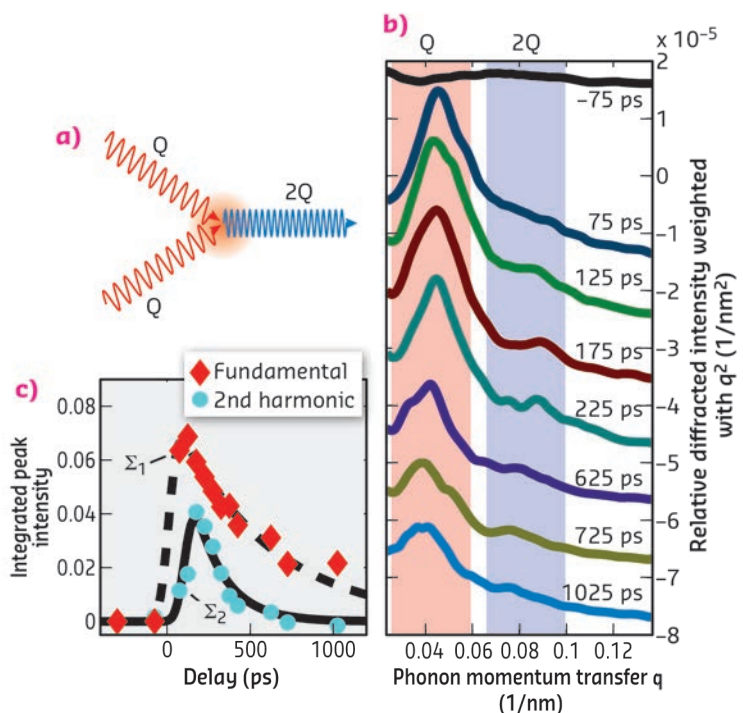 a)
Q
Q
2Q
b)
Q
2Q
x 10⁻⁵
2
1
0
−1
−2
−3
−4
−5
−6
−7
−8
−75 ps
75 ps
125 ps
175 ps
225 ps
625 ps
725 ps
1025 ps
Relative diffracted intensity weighted
with q² (1/nm²)
0.04
0.06
0.08
0.1
0.12
Phonon momentum transfer q
(1/nm)
c)
Fundamental
2nd harmonic
0.08
0.06
0.04
0.02
0
Σ₁
Σ₂
Integrated peak
intensity
0
500
1000
Delay (ps)